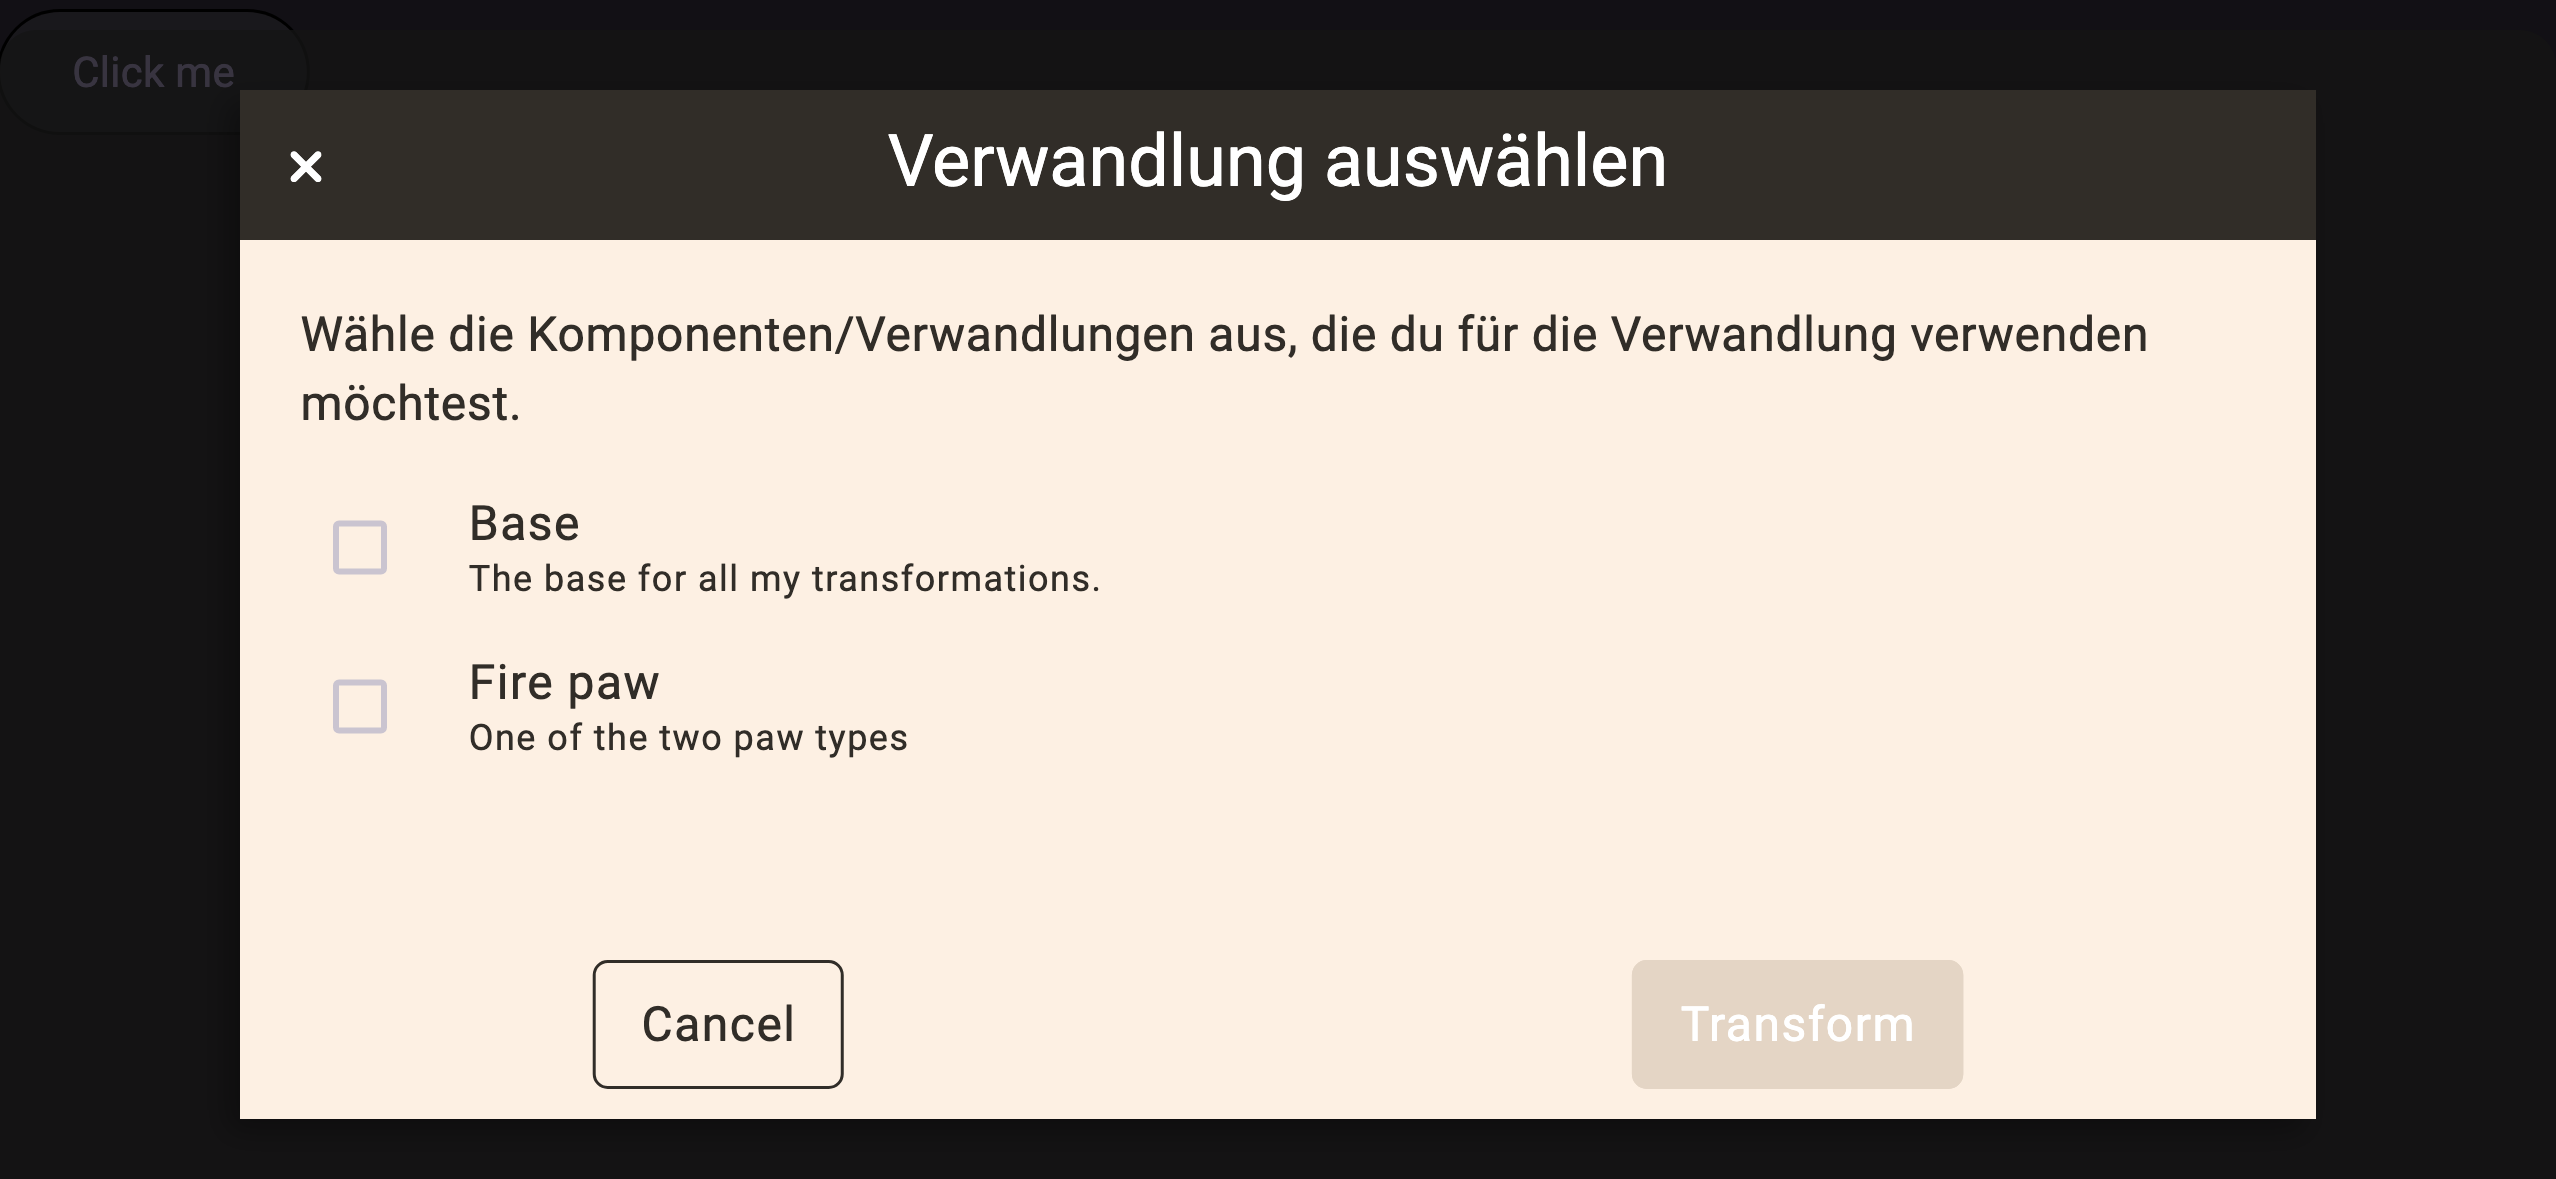 Click me
Verwandlung auswählen
Wähle die Komponenten/Verwandlungen aus, die du für die Verwandlung verwenden
möchtest.
Base
The base for all my transformations.
Fire paw
One of the two paw types
Cancel
Transform